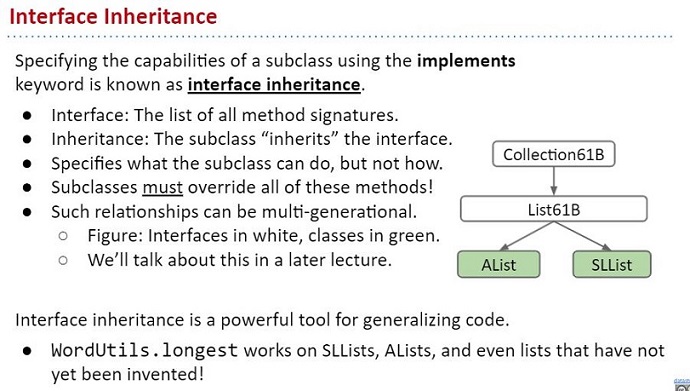 Interface Inheritance
Specifying the capabilities of a subclass using the implements
keyword is known as interface inheritance.
● Interface: The list of all method signatures.
● Inheritance: The subclass “inherits” the interface.
● Specifies what the subclass can do, but not how.
● Subclasses must override all of these methods!
● Such relationships can be multi-generational.
○ Figure: Interfaces in white, classes in green.
○ We’ll talk about this in a later lecture.
Collection61B
List61B
AList
SLList
Interface inheritance is a powerful tool for generalizing code.
● WordUtils.longest works on SLLists, ALists, and even lists that have not
yet been invented!